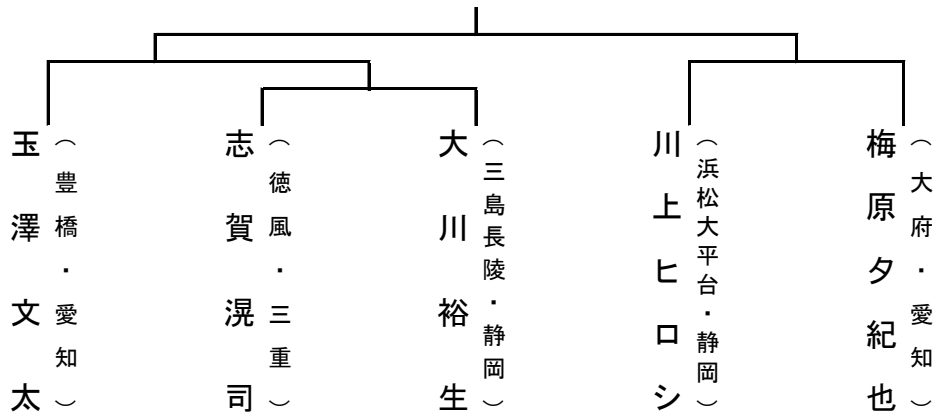 玉澤文太
（豊橋・愛知）
志賀滉司
（徳風・三重）
大川裕生
（三島長陵・静岡）
川上ヒロシ
（浜松大平台・静岡）
梅原夕紀也
（大府・愛知）